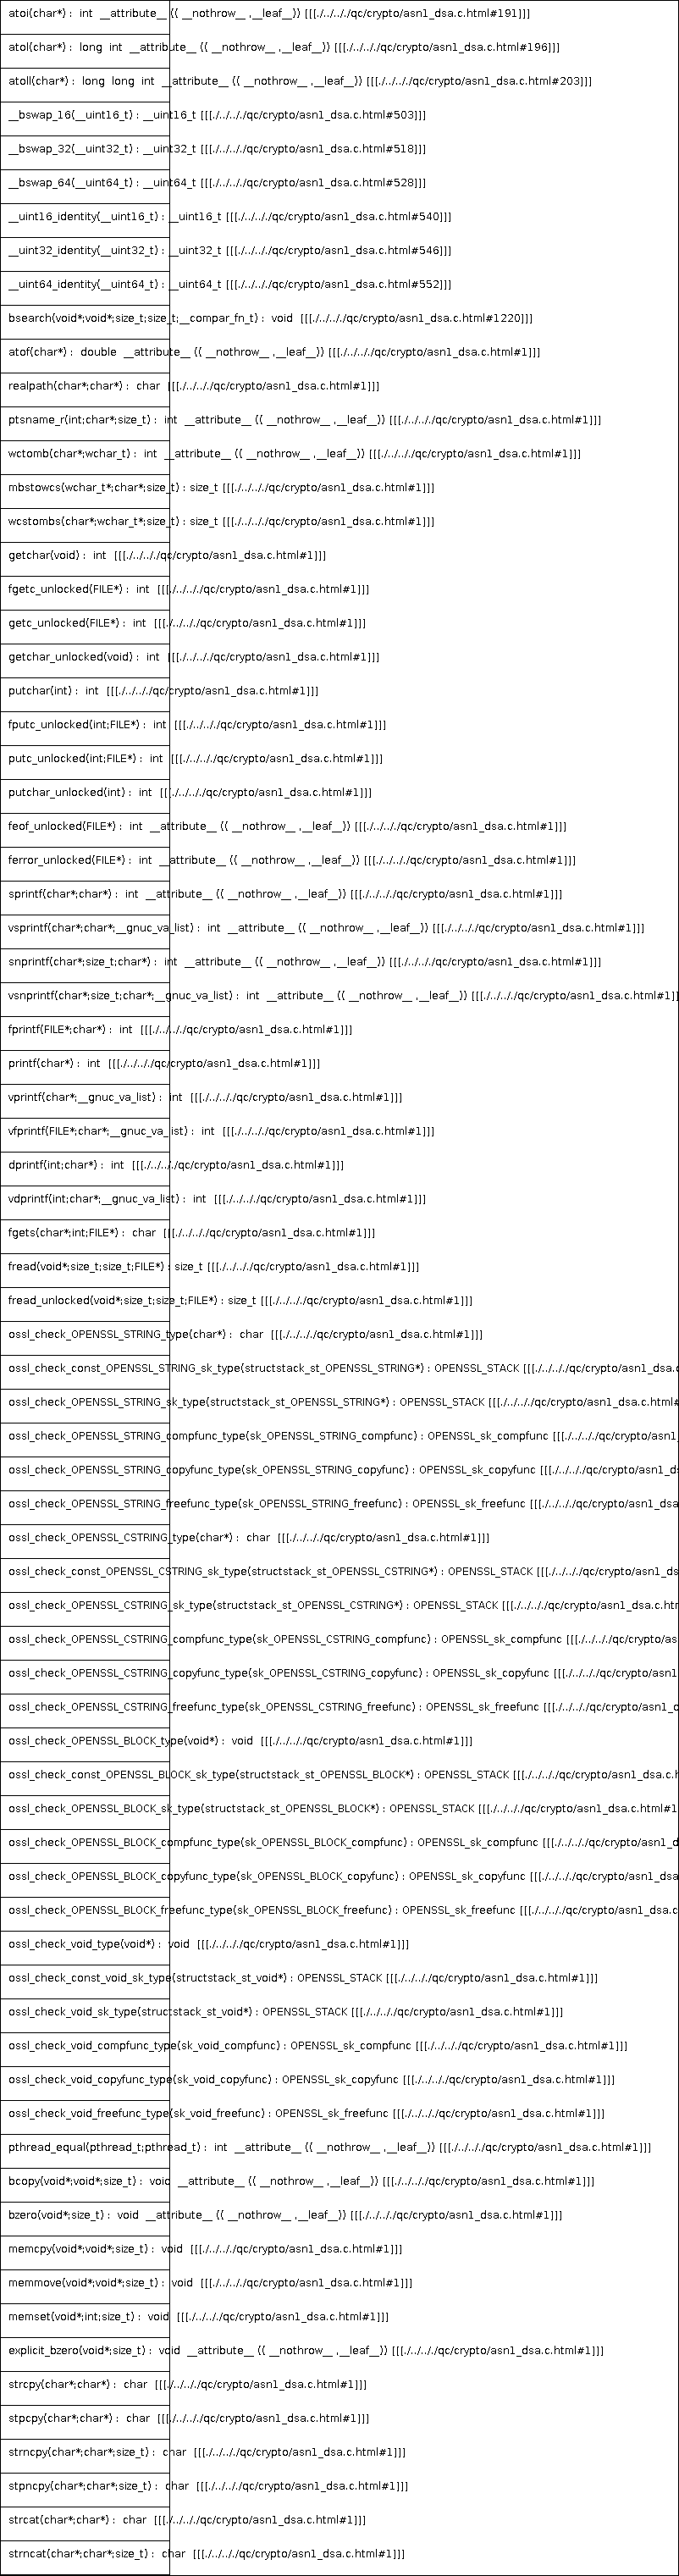 atoi(char*) : int __attribute__ (( __nothrow__ ,__leaf__)) [[[./../.././qc/crypto/asn1_dsa.c.html#191]]]
atol(char*) : long int __attribute__ (( __nothrow__ ,__leaf__)) [[[./../.././qc/crypto/asn1_dsa.c.html#196]]]
atoll(char*) : long long int __attribute__ (( __nothrow__ ,__leaf__)) [[[./../.././qc/crypto/asn1_dsa.c.html#203]]]
__bswap_16(__uint16_t) : __uint16_t [[[./../.././qc/crypto/asn1_dsa.c.html#503]]]
__bswap_32(__uint32_t) : __uint32_t [[[./../.././qc/crypto/asn1_dsa.c.html#518]]]
__bswap_64(__uint64_t) : __uint64_t [[[./../.././qc/crypto/asn1_dsa.c.html#528]]]
__uint16_identity(__uint16_t) : __uint16_t [[[./../.././qc/crypto/asn1_dsa.c.html#540]]]
__uint32_identity(__uint32_t) : __uint32_t [[[./../.././qc/crypto/asn1_dsa.c.html#546]]]
__uint64_identity(__uint64_t) : __uint64_t [[[./../.././qc/crypto/asn1_dsa.c.html#552]]]
bsearch(void*;void*;size_t;size_t;__compar_fn_t) : void [[[./../.././qc/crypto/asn1_dsa.c.html#1220]]]
atof(char*) : double __attribute__ (( __nothrow__ ,__leaf__)) [[[./../.././qc/crypto/asn1_dsa.c.html#1]]]
realpath(char*;char*) : char [[[./../.././qc/crypto/asn1_dsa.c.html#1]]]
ptsname_r(int;char*;size_t) : int __attribute__ (( __nothrow__ ,__leaf__)) [[[./../.././qc/crypto/asn1_dsa.c.html#1]]]
wctomb(char*;wchar_t) : int __attribute__ (( __nothrow__ ,__leaf__)) [[[./../.././qc/crypto/asn1_dsa.c.html#1]]]
mbstowcs(wchar_t*;char*;size_t) : size_t [[[./../.././qc/crypto/asn1_dsa.c.html#1]]]
wcstombs(char*;wchar_t*;size_t) : size_t [[[./../.././qc/crypto/asn1_dsa.c.html#1]]]
getchar(void) : int [[[./../.././qc/crypto/asn1_dsa.c.html#1]]]
fgetc_unlocked(FILE*) : int [[[./../.././qc/crypto/asn1_dsa.c.html#1]]]
getc_unlocked(FILE*) : int [[[./../.././qc/crypto/asn1_dsa.c.html#1]]]
getchar_unlocked(void) : int [[[./../.././qc/crypto/asn1_dsa.c.html#1]]]
putchar(int) : int [[[./../.././qc/crypto/asn1_dsa.c.html#1]]]
fputc_unlocked(int;FILE*) : int [[[./../.././qc/crypto/asn1_dsa.c.html#1]]]
putc_unlocked(int;FILE*) : int [[[./../.././qc/crypto/asn1_dsa.c.html#1]]]
putchar_unlocked(int) : int [[[./../.././qc/crypto/asn1_dsa.c.html#1]]]
feof_unlocked(FILE*) : int __attribute__ (( __nothrow__ ,__leaf__)) [[[./../.././qc/crypto/asn1_dsa.c.html#1]]]
ferror_unlocked(FILE*) : int __attribute__ (( __nothrow__ ,__leaf__)) [[[./../.././qc/crypto/asn1_dsa.c.html#1]]]
sprintf(char*;char*) : int __attribute__ (( __nothrow__ ,__leaf__)) [[[./../.././qc/crypto/asn1_dsa.c.html#1]]]
vsprintf(char*;char*;__gnuc_va_list) : int __attribute__ (( __nothrow__ ,__leaf__)) [[[./../.././qc/crypto/asn1_dsa.c.html#1]]]
snprintf(char*;size_t;char*) : int __attribute__ (( __nothrow__ ,__leaf__)) [[[./../.././qc/crypto/asn1_dsa.c.html#1]]]
vsnprintf(char*;size_t;char*;__gnuc_va_list) : int __attribute__ (( __nothrow__ ,__leaf__)) [[[./../.././qc/crypto/asn1_dsa.c.html#1]]]
fprintf(FILE*;char*) : int [[[./../.././qc/crypto/asn1_dsa.c.html#1]]]
printf(char*) : int [[[./../.././qc/crypto/asn1_dsa.c.html#1]]]
vprintf(char*;__gnuc_va_list) : int [[[./../.././qc/crypto/asn1_dsa.c.html#1]]]
vfprintf(FILE*;char*;__gnuc_va_list) : int [[[./../.././qc/crypto/asn1_dsa.c.html#1]]]
dprintf(int;char*) : int [[[./../.././qc/crypto/asn1_dsa.c.html#1]]]
vdprintf(int;char*;__gnuc_va_list) : int [[[./../.././qc/crypto/asn1_dsa.c.html#1]]]
fgets(char*;int;FILE*) : char [[[./../.././qc/crypto/asn1_dsa.c.html#1]]]
fread(void*;size_t;size_t;FILE*) : size_t [[[./../.././qc/crypto/asn1_dsa.c.html#1]]]
fread_unlocked(void*;size_t;size_t;FILE*) : size_t [[[./../.././qc/crypto/asn1_dsa.c.html#1]]]
ossl_check_OPENSSL_STRING_type(char*) : char [[[./../.././qc/crypto/asn1_dsa.c.html#1]]]
ossl_check_const_OPENSSL_STRING_sk_type(structstack_st_OPENSSL_STRING*) : OPENSSL_STACK [[[./../.././qc/crypto/asn1_dsa.c
ossl_check_OPENSSL_STRING_sk_type(structstack_st_OPENSSL_STRING*) : OPENSSL_STACK [[[./../.././qc/crypto/asn1_dsa.c.html#
ossl_check_OPENSSL_STRING_compfunc_type(sk_OPENSSL_STRING_compfunc) : OPENSSL_sk_compfunc [[[./../.././qc/crypto/asn1_
ossl_check_OPENSSL_STRING_copyfunc_type(sk_OPENSSL_STRING_copyfunc) : OPENSSL_sk_copyfunc [[[./../.././qc/crypto/asn1_ds
ossl_check_OPENSSL_STRING_freefunc_type(sk_OPENSSL_STRING_freefunc) : OPENSSL_sk_freefunc [[[./../.././qc/crypto/asn1_dsa
ossl_check_OPENSSL_CSTRING_type(char*) : char [[[./../.././qc/crypto/asn1_dsa.c.html#1]]]
ossl_check_const_OPENSSL_CSTRING_sk_type(structstack_st_OPENSSL_CSTRING*) : OPENSSL_STACK [[[./../.././qc/crypto/asn1_ds
ossl_check_OPENSSL_CSTRING_sk_type(structstack_st_OPENSSL_CSTRING*) : OPENSSL_STACK [[[./../.././qc/crypto/asn1_dsa.c.htm
ossl_check_OPENSSL_CSTRING_compfunc_type(sk_OPENSSL_CSTRING_compfunc) : OPENSSL_sk_compfunc [[[./../.././qc/crypto/as
ossl_check_OPENSSL_CSTRING_copyfunc_type(sk_OPENSSL_CSTRING_copyfunc) : OPENSSL_sk_copyfunc [[[./../.././qc/crypto/asn1
ossl_check_OPENSSL_CSTRING_freefunc_type(sk_OPENSSL_CSTRING_freefunc) : OPENSSL_sk_freefunc [[[./../.././qc/crypto/asn1_d
ossl_check_OPENSSL_BLOCK_type(void*) : void [[[./../.././qc/crypto/asn1_dsa.c.html#1]]]
ossl_check_const_OPENSSL_BLOCK_sk_type(structstack_st_OPENSSL_BLOCK*) : OPENSSL_STACK [[[./../.././qc/crypto/asn1_dsa.c.h
ossl_check_OPENSSL_BLOCK_sk_type(structstack_st_OPENSSL_BLOCK*) : OPENSSL_STACK [[[./../.././qc/crypto/asn1_dsa.c.html#1
ossl_check_OPENSSL_BLOCK_compfunc_type(sk_OPENSSL_BLOCK_compfunc) : OPENSSL_sk_compfunc [[[./../.././qc/crypto/asn1_d
ossl_check_OPENSSL_BLOCK_copyfunc_type(sk_OPENSSL_BLOCK_copyfunc) : OPENSSL_sk_copyfunc [[[./../.././qc/crypto/asn1_dsa
ossl_check_OPENSSL_BLOCK_freefunc_type(sk_OPENSSL_BLOCK_freefunc) : OPENSSL_sk_freefunc [[[./../.././qc/crypto/asn1_dsa.c
ossl_check_void_type(void*) : void [[[./../.././qc/crypto/asn1_dsa.c.html#1]]]
ossl_check_const_void_sk_type(structstack_st_void*) : OPENSSL_STACK [[[./../.././qc/crypto/asn1_dsa.c.html#1]]]
ossl_check_void_sk_type(structstack_st_void*) : OPENSSL_STACK [[[./../.././qc/crypto/asn1_dsa.c.html#1]]]
ossl_check_void_compfunc_type(sk_void_compfunc) : OPENSSL_sk_compfunc [[[./../.././qc/crypto/asn1_dsa.c.html#1]]]
ossl_check_void_copyfunc_type(sk_void_copyfunc) : OPENSSL_sk_copyfunc [[[./../.././qc/crypto/asn1_dsa.c.html#1]]]
ossl_check_void_freefunc_type(sk_void_freefunc) : OPENSSL_sk_freefunc [[[./../.././qc/crypto/asn1_dsa.c.html#1]]]
pthread_equal(pthread_t;pthread_t) : int __attribute__ (( __nothrow__ ,__leaf__)) [[[./../.././qc/crypto/asn1_dsa.c.html#1]]]
bcopy(void*;void*;size_t) : void __attribute__ (( __nothrow__ ,__leaf__)) [[[./../.././qc/crypto/asn1_dsa.c.html#1]]]
bzero(void*;size_t) : void __attribute__ (( __nothrow__ ,__leaf__)) [[[./../.././qc/crypto/asn1_dsa.c.html#1]]]
memcpy(void*;void*;size_t) : void [[[./../.././qc/crypto/asn1_dsa.c.html#1]]]
memmove(void*;void*;size_t) : void [[[./../.././qc/crypto/asn1_dsa.c.html#1]]]
memset(void*;int;size_t) : void [[[./../.././qc/crypto/asn1_dsa.c.html#1]]]
explicit_bzero(void*;size_t) : void __attribute__ (( __nothrow__ ,__leaf__)) [[[./../.././qc/crypto/asn1_dsa.c.html#1]]]
strcpy(char*;char*) : char [[[./../.././qc/crypto/asn1_dsa.c.html#1]]]
stpcpy(char*;char*) : char [[[./../.././qc/crypto/asn1_dsa.c.html#1]]]
strncpy(char*;char*;size_t) : char [[[./../.././qc/crypto/asn1_dsa.c.html#1]]]
stpncpy(char*;char*;size_t) : char [[[./../.././qc/crypto/asn1_dsa.c.html#1]]]
strcat(char*;char*) : char [[[./../.././qc/crypto/asn1_dsa.c.html#1]]]
strncat(char*;char*;size_t) : char [[[./../.././qc/crypto/asn1_dsa.c.html#1]]]